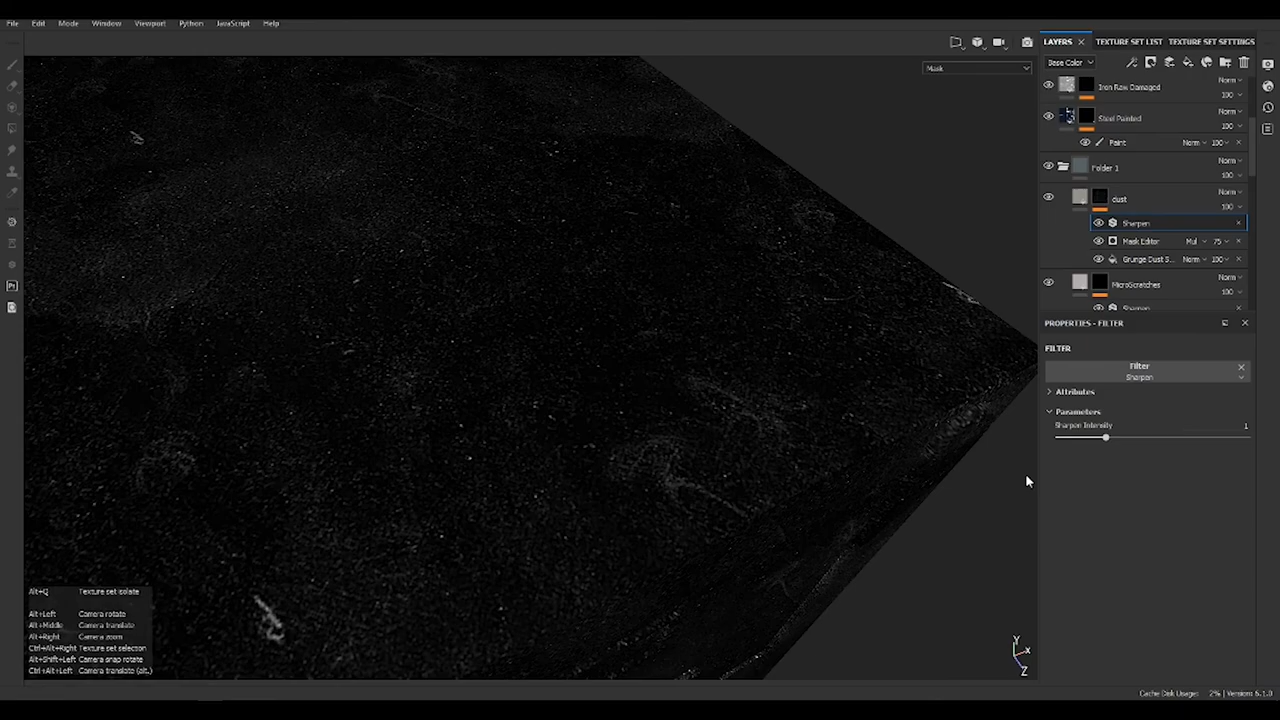 File Edit Mode Window Viewport Python JavaScript Help
LAYERS TEXTURE SET LIST TEXTURE SET SETTINGS
Base Color
Mask
Norm
Iron Raw Damaged
100
Norm
Steel Painted
100
Paint Norm 100
Norm
Folder 1
100
Norm
dust
100
Sharpen
Mask Editor Mul 75
Grunge Dust S... Norm 100
Norm
MicroScratches
100
Sharpen
PROPERTIES - FILTER
FILTER
Filter
Sharpen
Attributes
Parameters
Sharpen Intensity 1
Alt+Q Texture set isolate
Alt+Left Camera rotate
Alt+Middle Camera translate
Alt+Right Camera zoom
Ctrl+Alt+Right Texture set selection
Alt+Shift+Left Camera snap rotate
Ctrl+Alt+Left Camera translate (alt.)
Y
X
Z
Pr
Cache Disk Usage: 2% | Version: 6.1.0